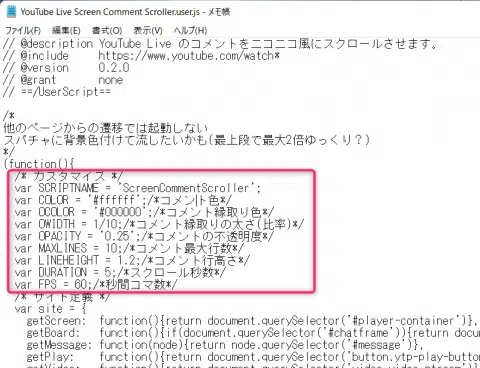 YouTube Live Screen Comment Scroller.user.js - メモ帳
ファイル(F) 編集(E) 書式(O) 表示(V) ヘルプ(H)
// @description YouTube Live のコメントをニコニコ風にスクロールさせます。
// @include https://www.youtube.com/watch*
// @version 0.2.0
// @grant none
// ==/UserScript==
/*
他のページからの遷移では起動しない
スパチャに背景色付けて流したいかも(最上段で最大2倍ゆっくり？)
*/
(function(){
/* カスタマイズ */
var SCRIPTNAME = 'ScreenCommentScroller';
var COLOR = '#ffffff';/*コメント色*/
var OCOLOR = '#000000';/*コメント縁取り色*/
var OWIDTH = 1/10;/*コメント縁取りの太さ(比率)*/
var OPACITY = '0.25';/*コメントの不透明度*/
var MAXLINES = 10;/*コメント最大行数*/
var LINEHEIGHT = 1.2;/*コメント行高さ*/
var DURATION = 5;/*スクロール秒数*/
var FPS = 60;/*秒間コマ数*/
/* サイト定義 */
var site = {
getScreen: function(){return document.querySelector('#player-container')},
getBoard: function(){if(document.querySelector('#chatframe')){return docu
getMessage: function(node){return node.querySelector('#message')},
getPlay: function(){return document.querySelector('button.ytp-play-button